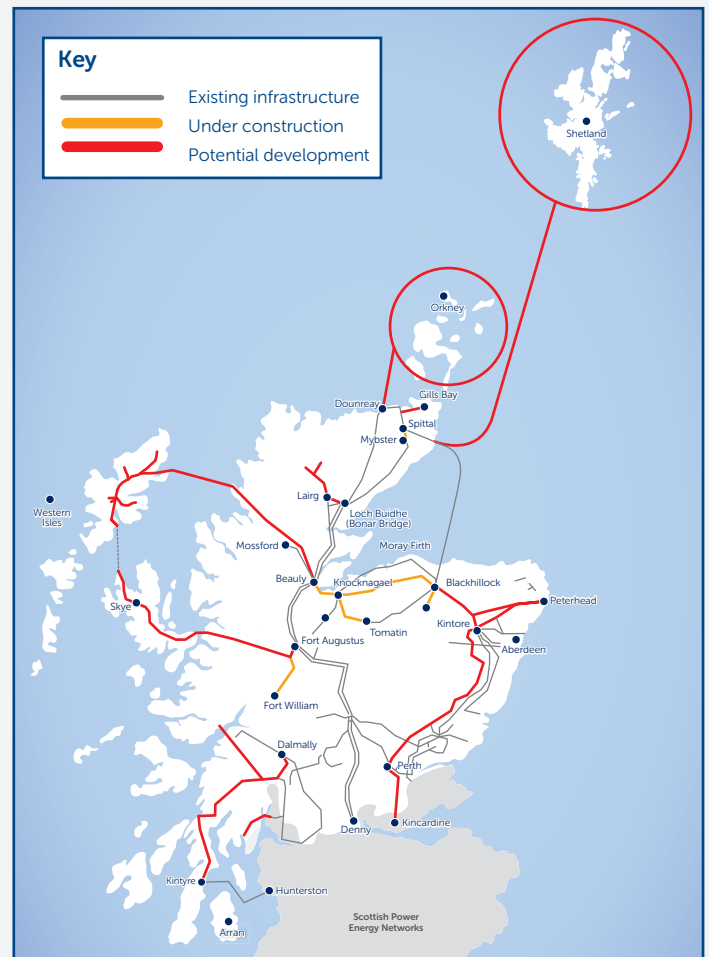 Key
Existing infrastructure
Under construction
Potential development
Shetland
Orkney
Gills Bay
Dounreay
Spittal
Mybster
Lairg
Loch Buidhe
(Bonar Bridge)
Western
Isles
Mossford
Moray Firth
Beauly
Knocknagael
Blackhillock
Skye
Peterhead
Kintore
Tomatin
Fort Augustus
Aberdeen
Fort William
Dalmally
Perth
Denny
Kincardine
Kintyre
Hunterston
Arran
Scottish Power
Energy Networks